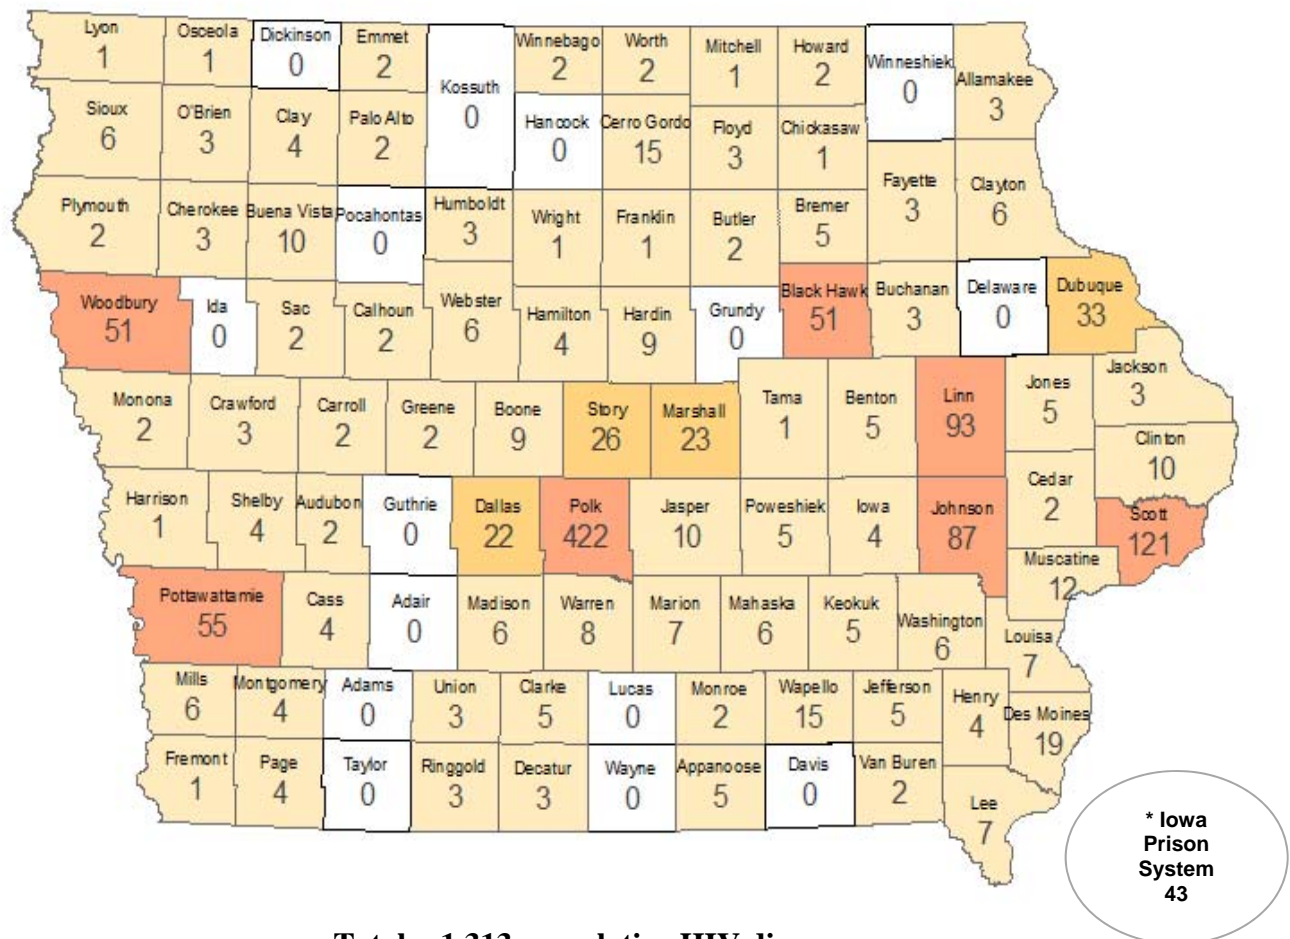 Lyon
1
Osceola
1
Dickinson
0
Emmet
2
Kossuth
0
Winnebago
2
Worth
2
Mitchell
1
Howard
2
Winneshiek
0
Allamakee
3
Sioux
6
O'Brien
3
Clay
4
Palo Alto
2
Hancock
0
Cerro Gordo
15
Floyd
3
Chickasaw
1
Fayette
3
Clayton
6
Plymouth
2
Cherokee
3
Buena Vista
10
Pocahontas
0
Humboldt
3
Wright
1
Franklin
1
Butler
2
Bremer
5
Woodbury
51
Ida
0
Sac
2
Calhoun
2
Webster
6
Hamilton
4
Hardin
9
Grundy
0
Black Hawk
51
Buchanan
3
Delaware
0
Dubuque
33
Monona
2
Crawford
3
Carroll
2
Greene
2
Boone
9
Story
26
Marshall
23
Tama
1
Benton
5
Linn
93
Jones
5
Jackson
3
Clinton
10
Harrison
1
Shelby
4
Audubon
2
Guthrie
0
Dallas
22
Polk
422
Jasper
10
Poweshiek
5
Iowa
4
Johnson
87
Cedar
2
Scott
121
Muscatine
12
Pottawattamie
55
Cass
4
Adair
0
Madison
6
Warren
8
Marion
7
Mahaska
6
Keokuk
5
Washington
6
Louisa
7
Mills
6
Montgomery
4
Adams
0
Union
3
Clarke
5
Lucas
0
Monroe
2
Wapello
15
Jefferson
5
Henry
4
Des Moines
19
Fremont
1
Page
4
Taylor
0
Ringgold
3
Decatur
3
Wayne
0
Appanoose
5
Davis
0
Van Buren
2
Lee
7
* Iowa
Prison
System
43